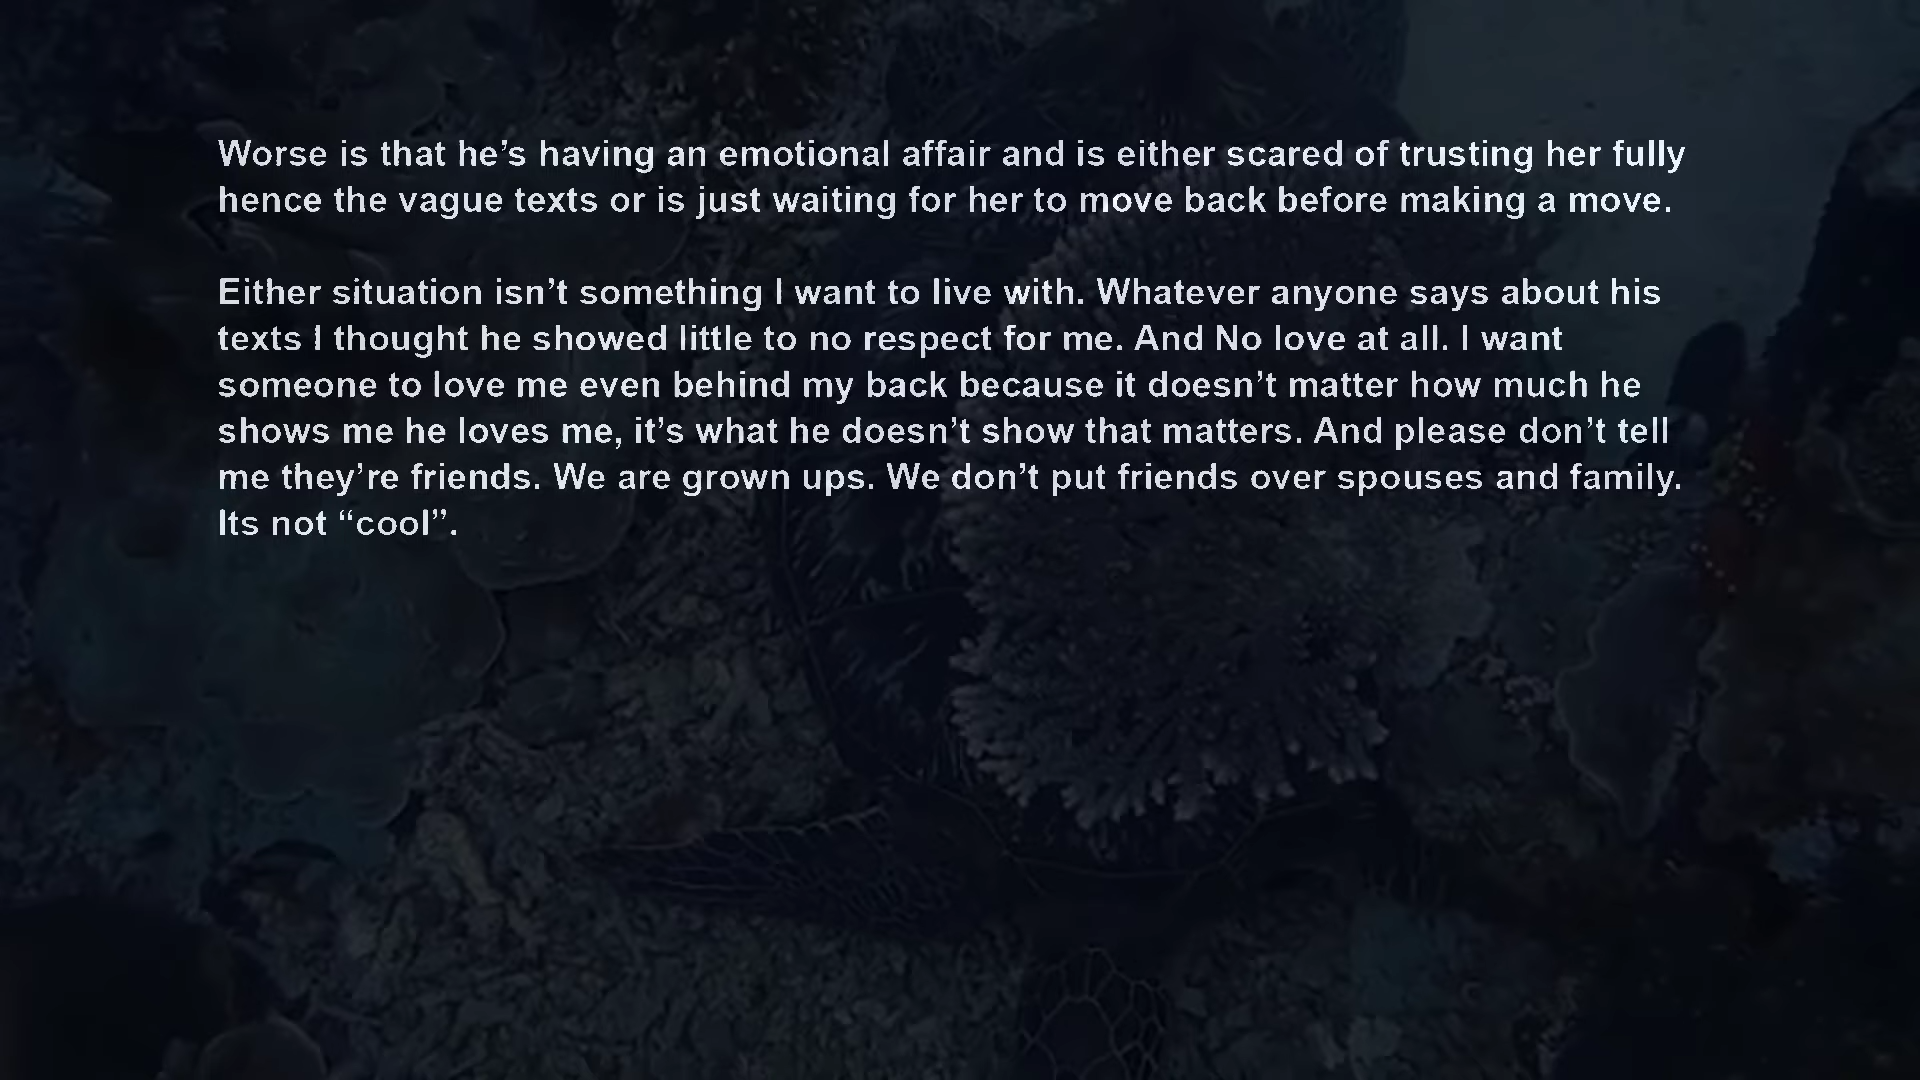 Worse is that he’s having an emotional affair and is either scared of trusting her fully
hence the vague texts or is just waiting for her to move back before making a move.
Either situation isn’t something I want to live with. Whatever anyone says about his
texts I thought he showed little to no respect for me. And No love at all. I want
someone to love me even behind my back because it doesn’t matter how much he
shows me he loves me, it’s what he doesn’t show that matters. And please don’t tell
me they’re friends. We are grown ups. We don’t put friends over spouses and family.
Its not “cool”.